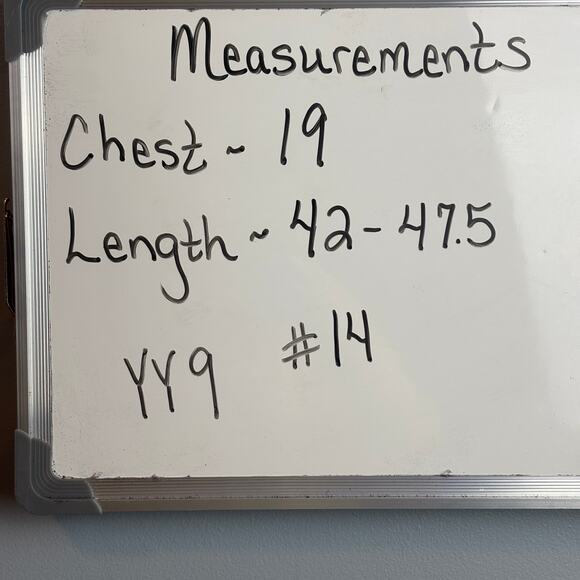 Measurements
Chest ~ 19
Length ~ 42 - 47.5
YY9 #14